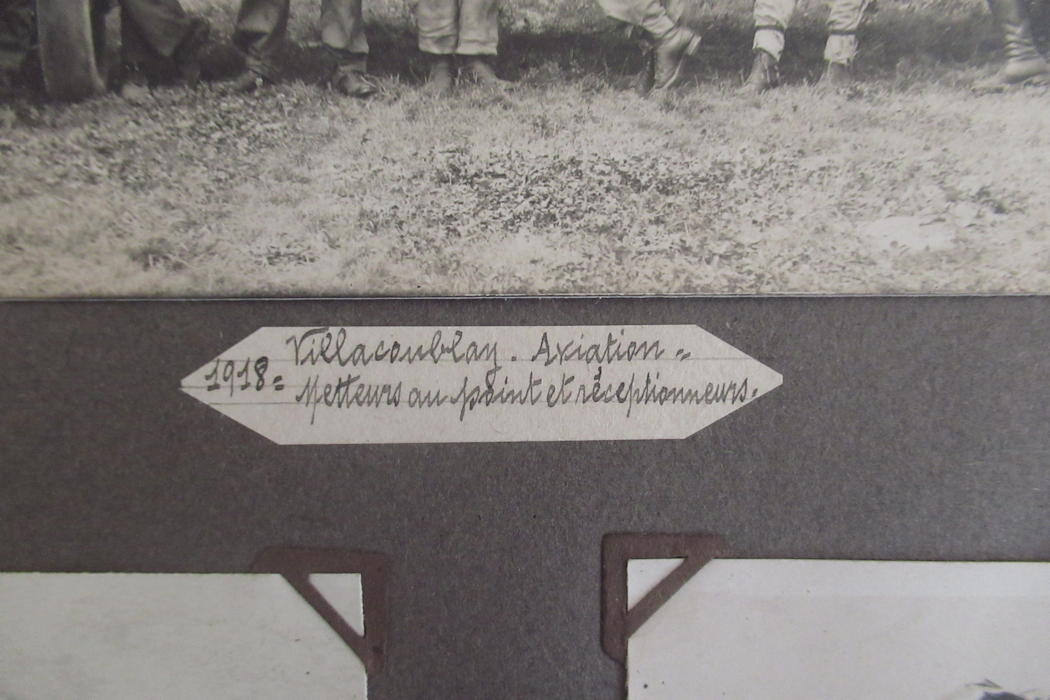 Villacoublay. Aviation =
1918 = Metteurs au point et réceptionneurs.